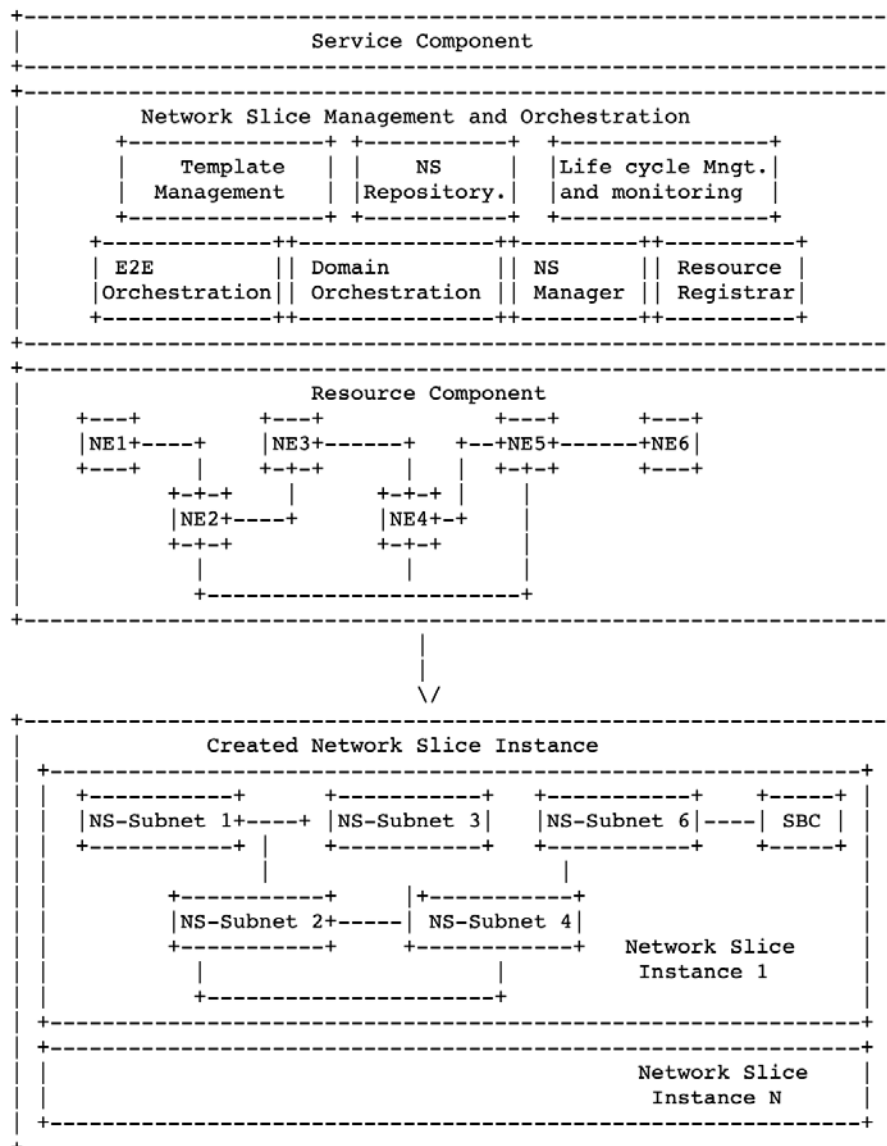 Service Component
Network Slice Management and Orchestration
Template NS Life cycle Mngt.
Management Repository. and monitoring
E2E Domain NS Resource
Orchestration Orchestration Manager Registrar
Resource Component
NE1 NE3 NE5 NE6
NE2 NE4
Created Network Slice Instance
NS-Subnet 1 NS-Subnet 3 NS-Subnet 6 SBC
NS-Subnet 2 NS-Subnet 4
Network Slice
Instance 1
Network Slice
Instance N